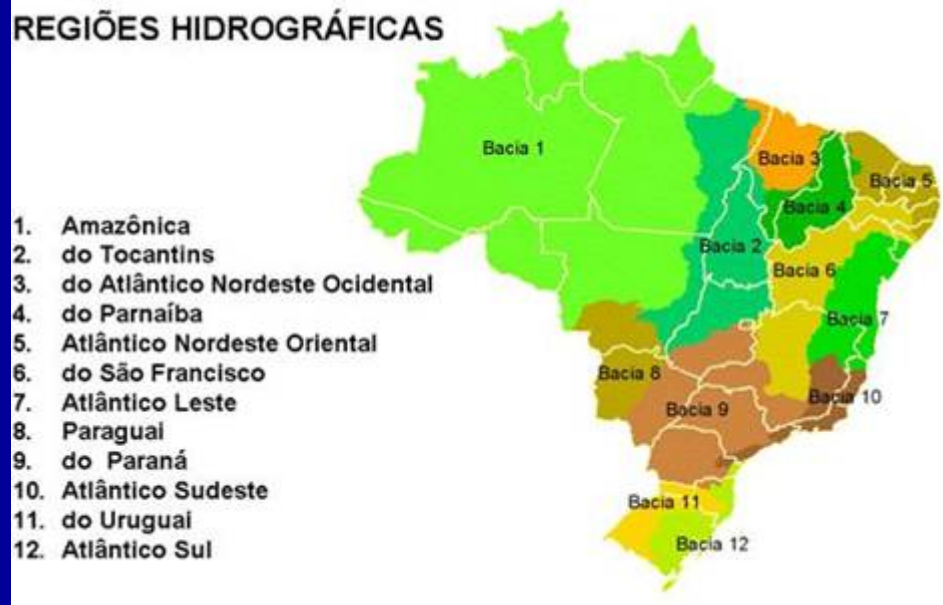 REGIÕES HIDROGRÁFICAS
1. Amazônica
2. do Tocantins
3. do Atlântico Nordeste Ocidental
4. do Parnaíba
5. Atlântico Nordeste Oriental
6. do São Francisco
7. Atlântico Leste
8. Paraguai
9. do Paraná
10. Atlântico Sudeste
11. do Uruguai
12. Atlântico Sul
Bacia 1
Bacia 3
Bacia 5
Bacia 4
Bacia 2
Bacia 6
Bacia 7
Bacia 8
Bacia 10
Bacia 9
Bacia 11
Bacia 12